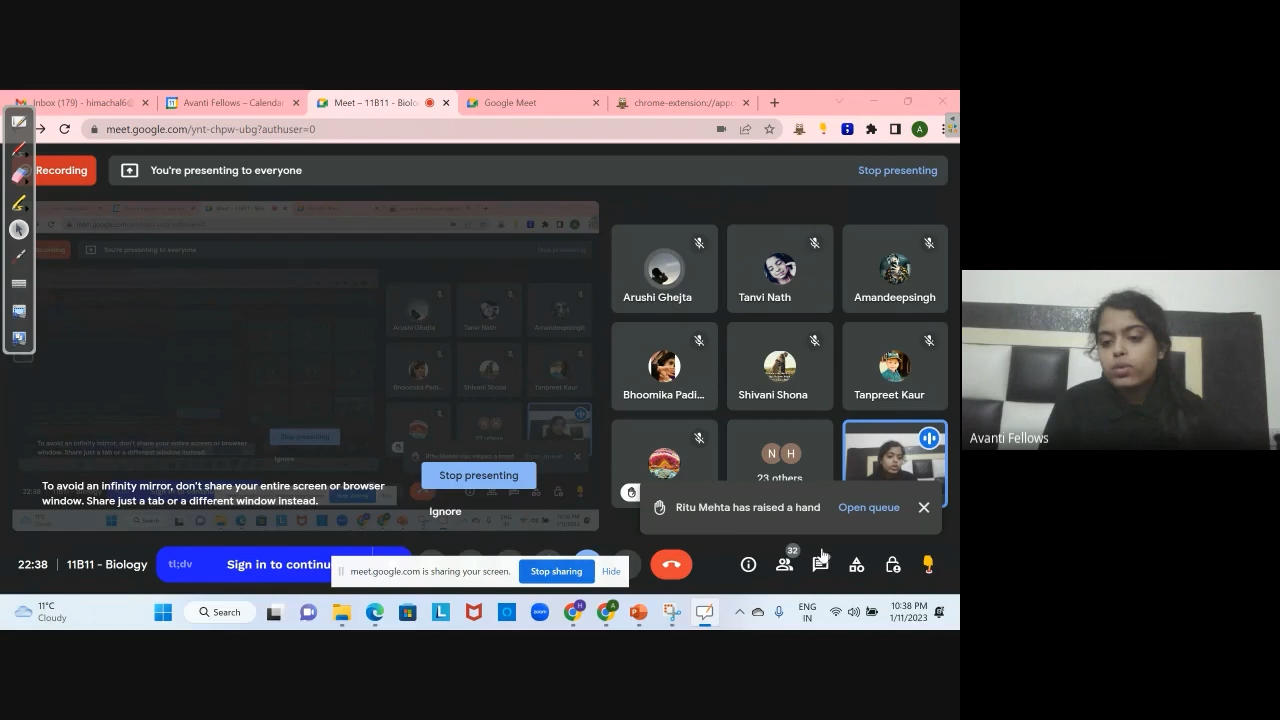 Inbox (179) - himachal6@
Avanti Fellows – Calenda
Meet – 11B11 - Biolo
Google Meet
chrome-extension://app
meet.google.com/ynt-chpw-ubg?authuser=0
A
Recording
You're presenting to everyone
Stop presenting
Arushi Ghejta
Tanvi Nath
Amandeepsingh
Bhoomika Padi...
Shivani Shona
Tanpreet Kaur
N H
23 others
To avoid an infinity mirror, don't share your entire screen or browser
window. Share just a tab or a different window instead.
Stop presenting
Ignore
Ritu Mehta has raised a hand
Open queue
Avanti Fellows
22:38 | 11B11 - Biology
tl;dv
Sign in to continu
meet.google.com is sharing your screen.
Stop sharing
Hide
32
11°C
Cloudy
Search
zoom
ENG
IN
10:38 PM
1/11/2023